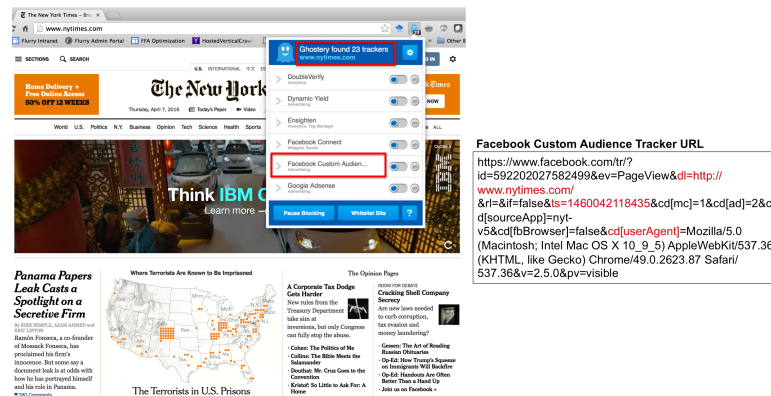 The New York Times – Bre
www.nytimes.com
Flurry Intranet
Flurry Admin Portal
FFA Optimization
HostedVerticalCraw
Other B
SECTIONS
SEARCH
U.S. INTERNATIONAL 中文 ES
Ghostery found 23 trackers
www.nytimes.com
DoubleVerify
Analytics
Dynamic Yield
Advertising
Ensighten
Analytics, Tag Manager
Facebook Connect
Widgets, Social
Facebook Custom Audien...
Advertising
Google Adsense
Advertising
Pause Blocking
Whitelist Site
?
Home Delivery +
Free Online Access
50% OFF 12 WEEKS
The New York
Times
NOW
Thursday, April 7, 2016
Today's Paper
Video
World U.S. Politics N.Y. Business Opinion Tech Science Health Sports
ALL
Think IBM C
Learn more
Panama Papers
Leak Casts a
Spotlight on a
Secretive Firm
By KIRK SEMPLE, AZAM AHMED and
ERIC LIPTON
Ramón Fonseca, a co-founder
of Mossack Fonseca, has
proclaimed his firm's
innocence. But some say a
document leak is at odds with
how he has portrayed himself
and his role in Panama.
280 Comments
Where Terrorists Are Known to Be Imprisoned
The Terrorists in U.S. Prisons
The Opinion Pages
A Corporate Tax Dodge
Gets Harder
New rules from the
Treasury Department
take aim at
inversions, but only Congress
can fully stop the abuse.
· Cohen: The Politics of Me
· Collins: The Bible Meets the
Salamander
· Douthat: Mr. Cruz Goes to the
Convention
· Kristof: So Little to Ask For: A
Home
ROOM FOR DEBATE
Cracking Shell Company
Secrecy
Are new laws needed
to curb corruption,
tax evasion and
money laundering?
· Gessen: The Art of Reading
Russian Obituaries
· Op-Ed: How Trump's Squeeze
on Immigrants Will Backfire
· Op-Ed: Handouts Are Often
Better Than a Hand Up
· Join us on Facebook »
Facebook Custom Audience Tracker URL
https://www.facebook.com/tr/?
id=592202027582499&ev=PageView&dl=http://
www.nytimes.com/
&rl=&if=false&ts=1460042118435&cd[mc]=1&cd[ad]=2&c
d[sourceApp]=nyt-
v5&cd[fbBrowser]=false&cd[userAgent]=Mozilla/5.0
(Macintosh; Intel Mac OS X 10_9_5) AppleWebKit/537.36
(KHTML, like Gecko) Chrome/49.0.2623.87 Safari/
537.36&v=2.5.0&pv=visible